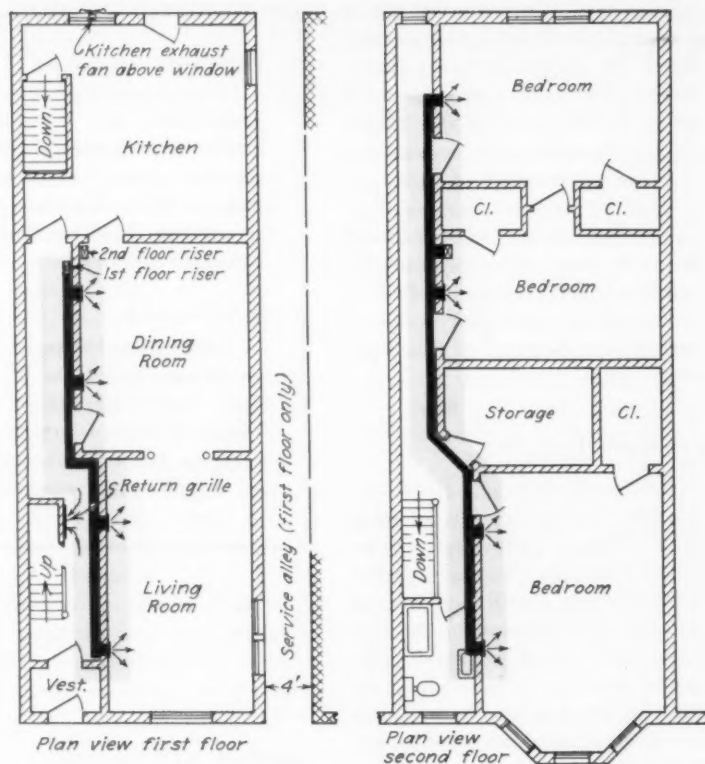 Kitchen exhaust
fan above window
Down
Kitchen
2nd floor riser
1st floor riser
Dining
Room
Return grille
Up
Living
Room
Vest.
Service alley (first floor only)
4'
Plan view first floor
Bedroom
Cl.
Cl.
Bedroom
Storage
Cl.
Down
Bedroom
Plan view
second floor